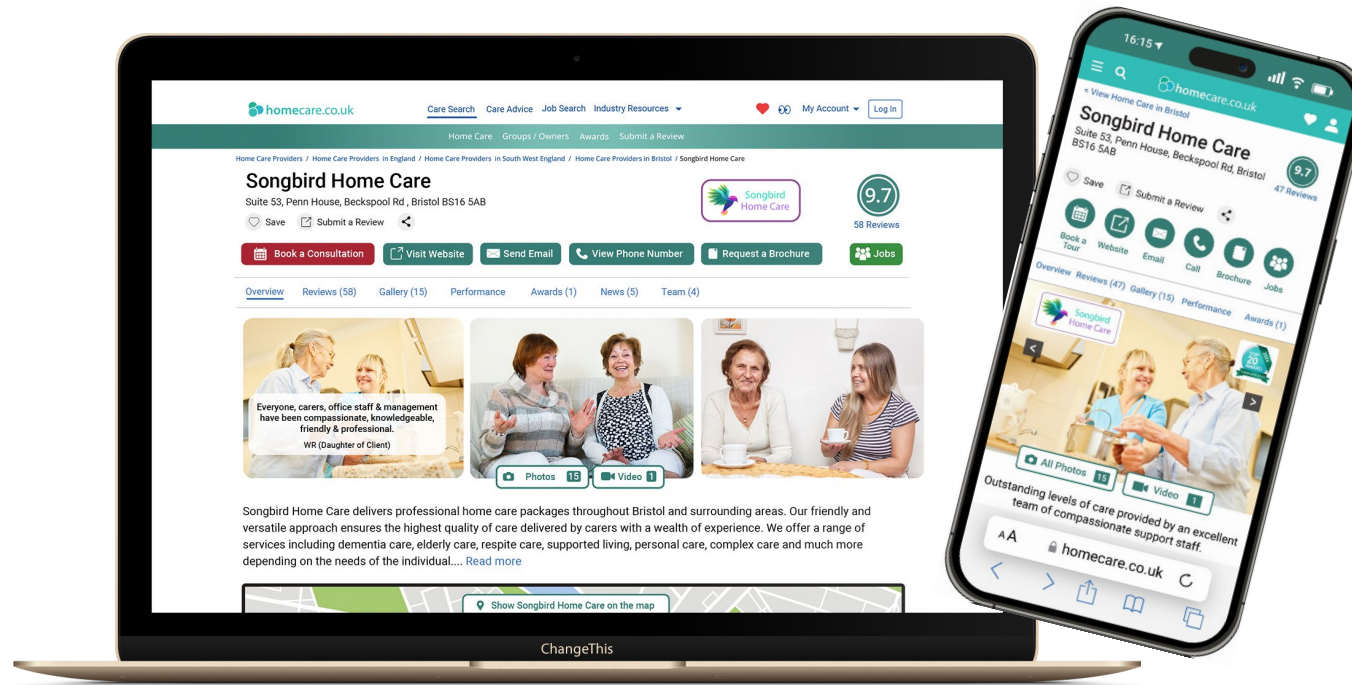 homecare.co.uk
Care Search Care Advice Job Search Industry Resources
My Account
Log In
Home Care Groups / Owners Awards Submit a Review
Home Care Providers / Home Care Providers in England / Home Care Providers in South West England / Home Care Providers in Bristol / Songbird Home Care
Songbird Home Care
Suite 53, Penn House, Beckspool Rd , Bristol BS16 5AB
Save Submit a Review
Songbird
Home Care
9.7
58 Reviews
Book a Consultation
Visit Website
Send Email
View Phone Number
Request a Brochure
Jobs
Overview Reviews (58) Gallery (15) Performance Awards (1) News (5) Team (4)
Everyone, carers, office staff & management
have been compassionate, knowledgeable,
friendly & professional.
WR (Daughter of Client)
Photos 15
Video 1
Songbird Home Care delivers professional home care packages throughout Bristol and surrounding areas. Our friendly and
versatile approach ensures the highest quality of care delivered by carers with a wealth of experience. We offer a range of
services including dementia care, elderly care, respite care, supported living, personal care, complex care and much more
depending on the needs of the individual.... Read more
Show Songbird Home Care on the map
ChangeThis
16:15
homecare.co.uk
< View Home Care in Bristol
Songbird Home Care
Suite 53, Penn House, Beckspool Rd, Bristol
BS16 5AB
9.7
47 Reviews
Save Submit a Review
Book a
Tour
Website
Email
Call
Brochure
Jobs
Overview Reviews (47) Gallery (15) Performance Awards (1)
Songbird
Home Care
20
All Photos 15
Video 1
Outstanding levels of care provided by an excellent
team of compassionate support staff.
AA homecare.co.uk